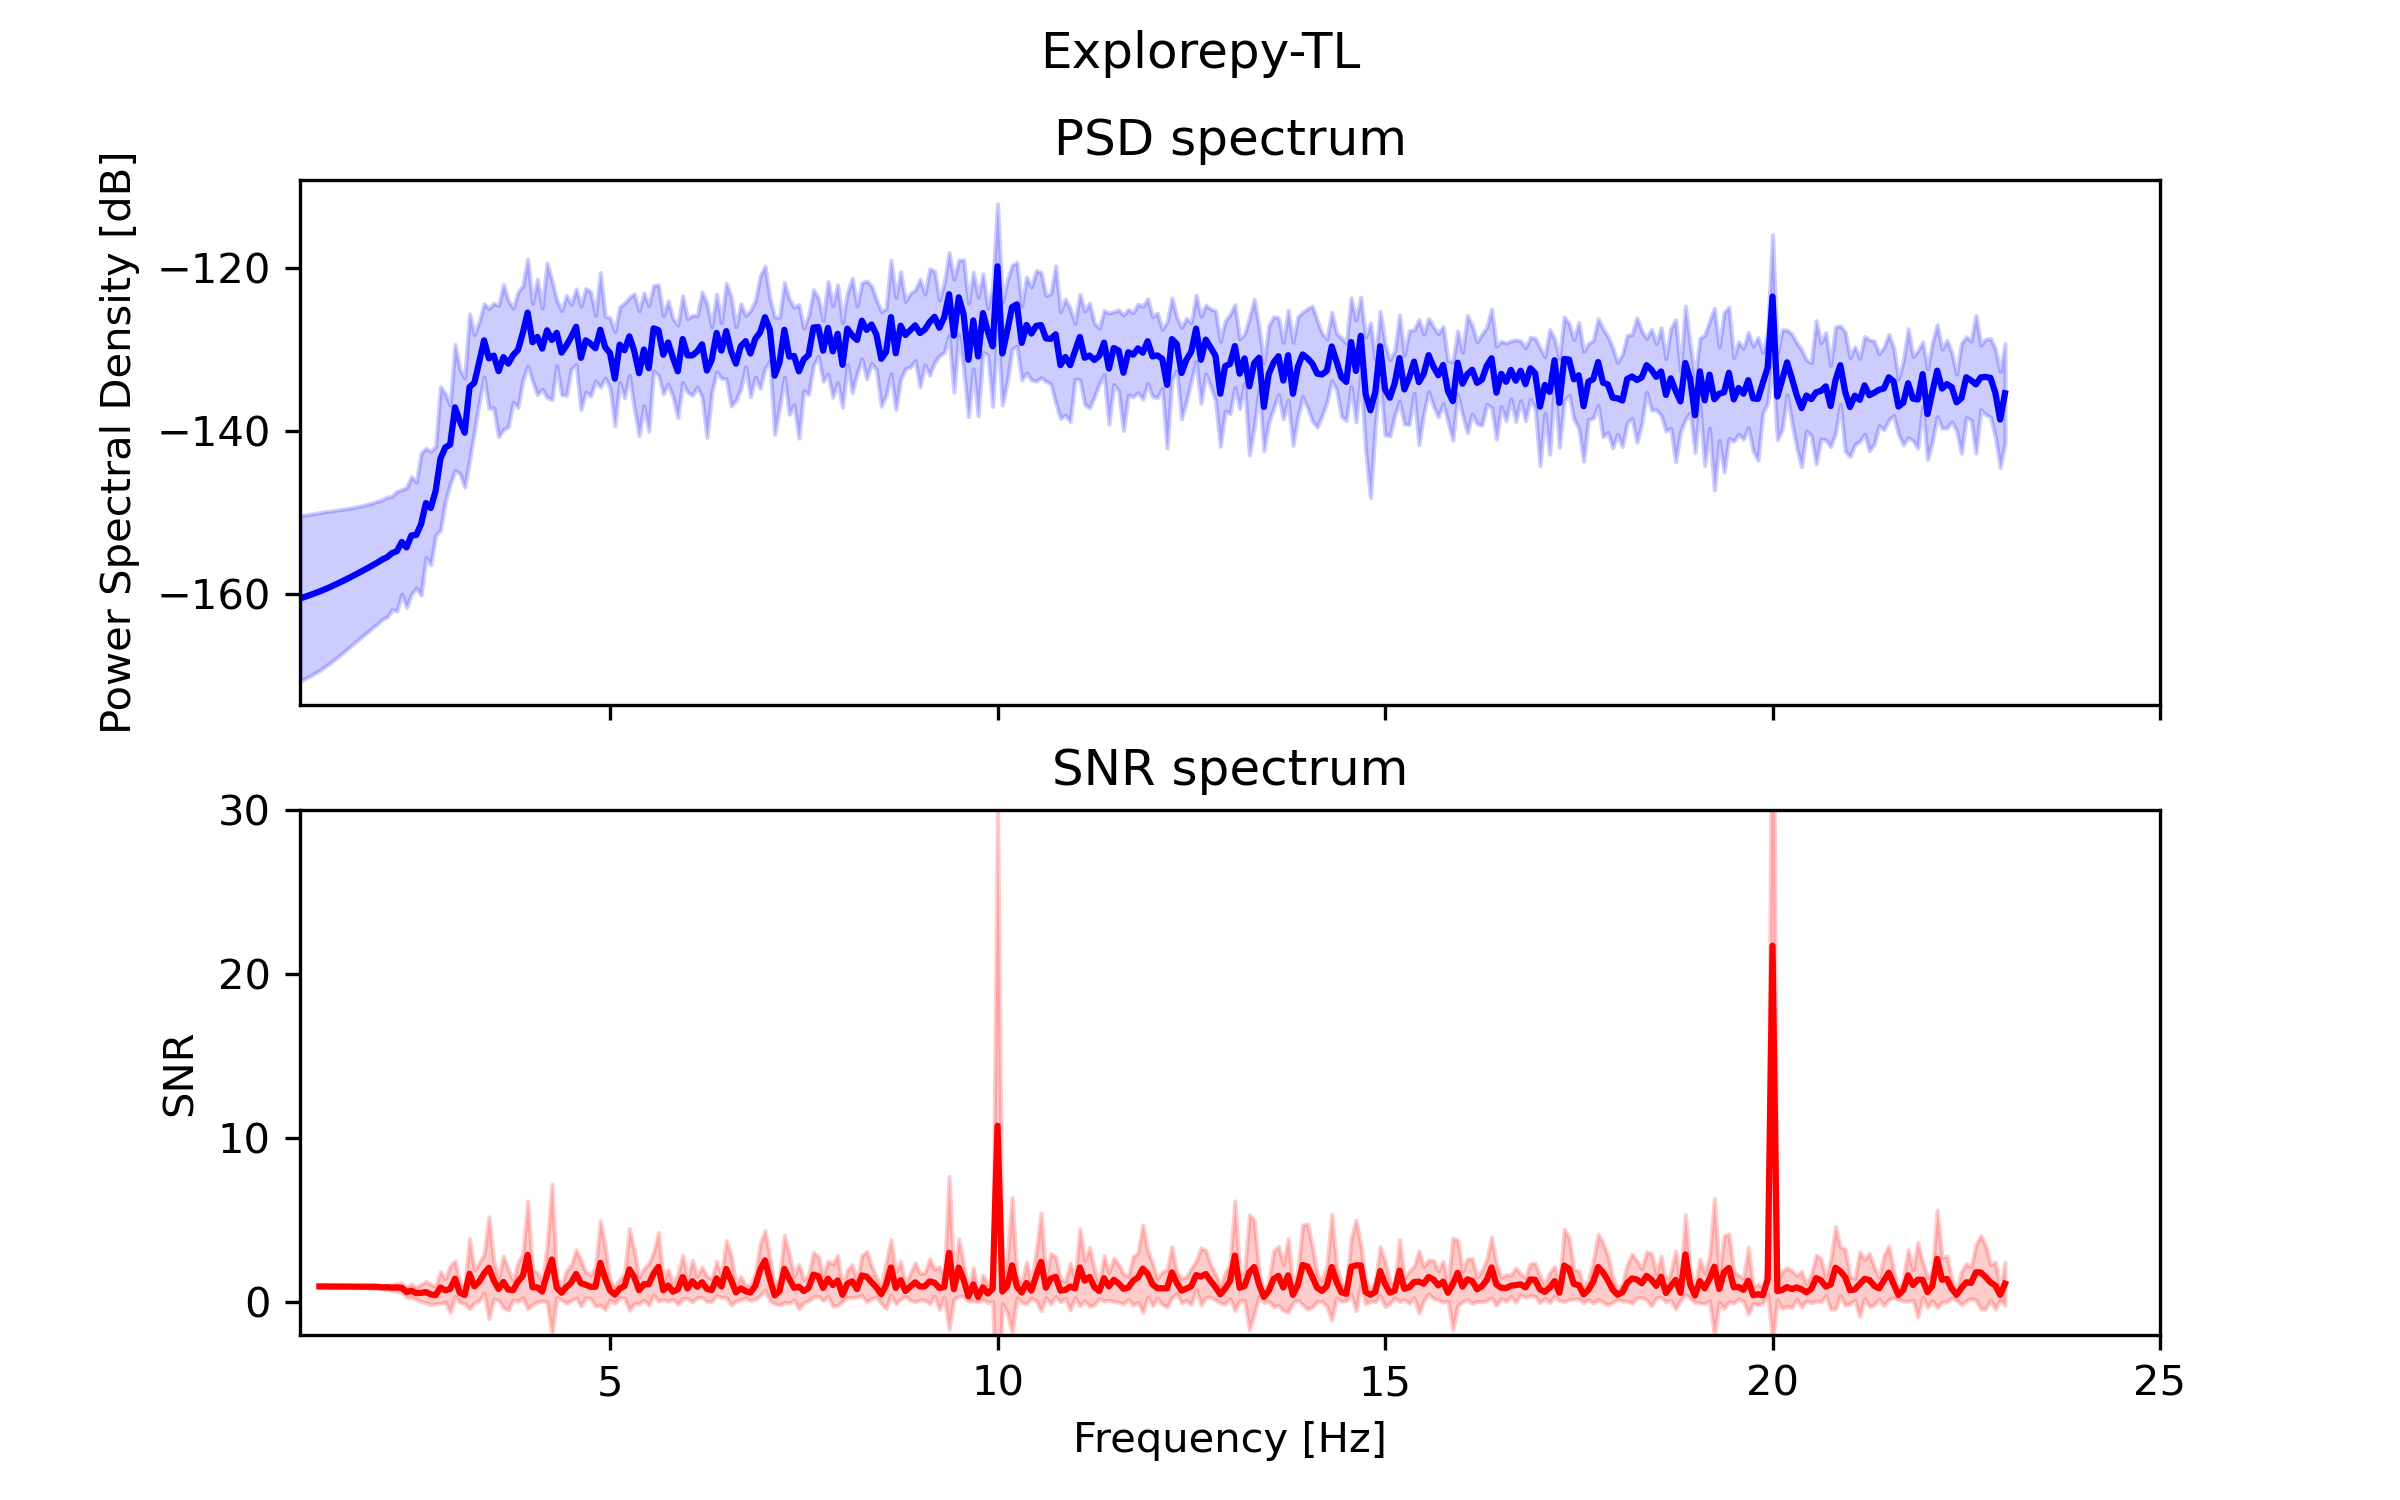 Explorepy-TL
PSD spectrum
Power Spectral Density [dB]
−120
−140
−160
SNR spectrum
SNR
30
20
10
0
5 10 15 20 25
Frequency [Hz]